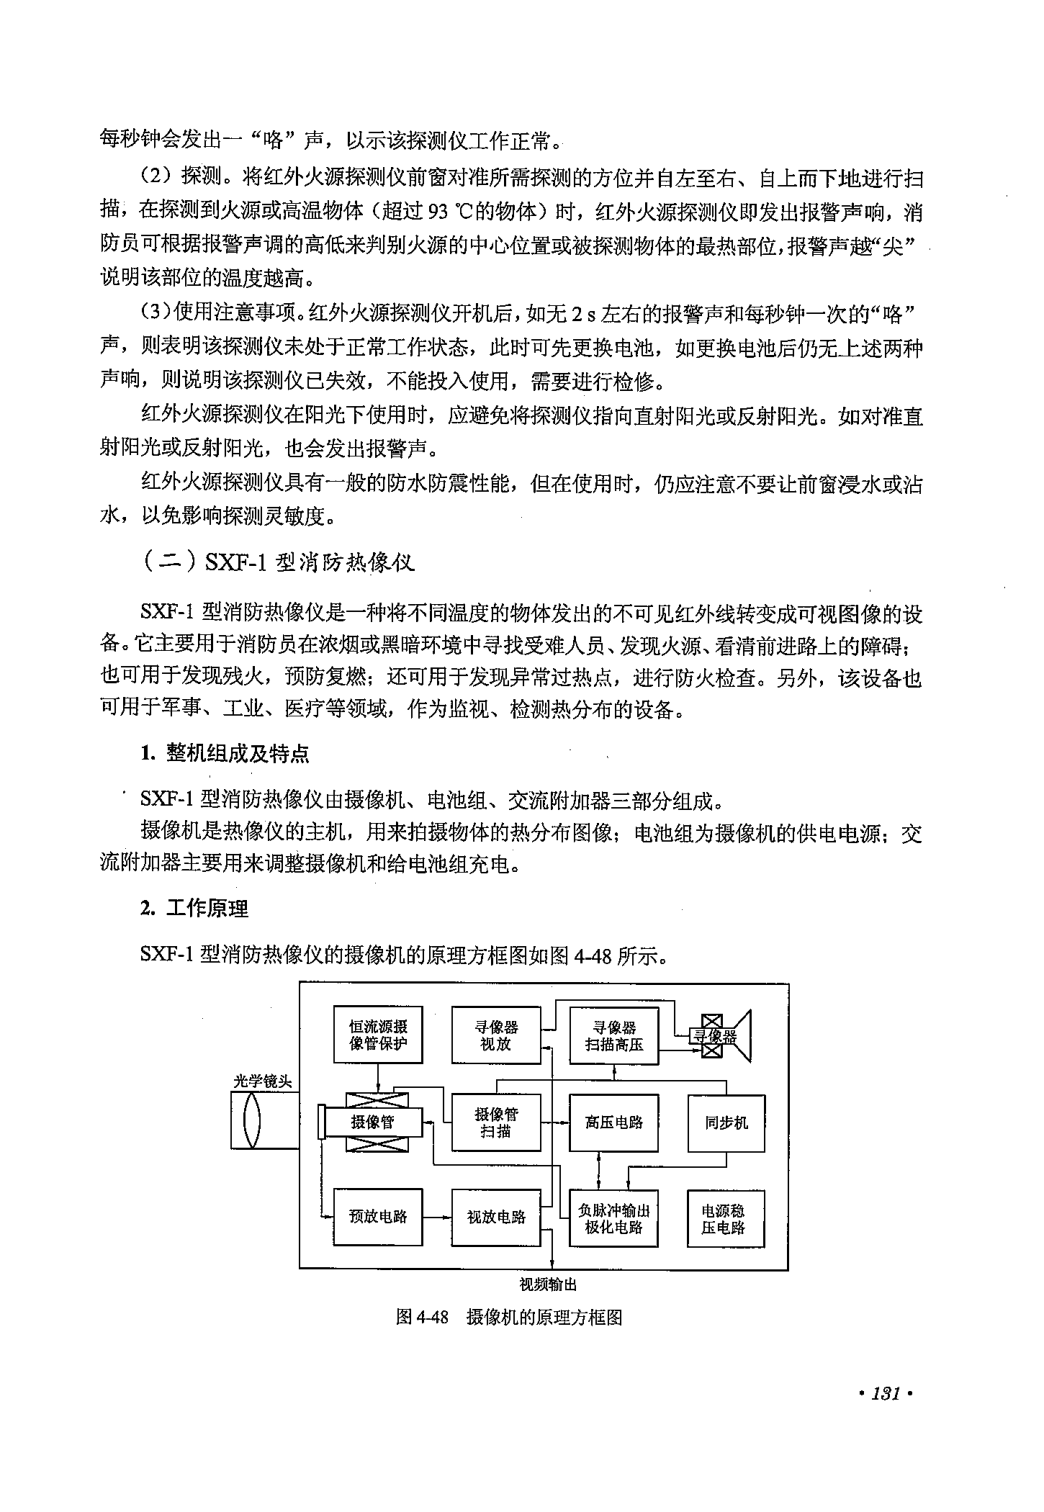 每秒钟会发出一“咯”声，以示该探测仪工作正常。
（2）探测。将红外火源探测仪前窗对准所需探测的方位并自左至右、自上而下地进行扫
描，在探测到火源或高温物体（超过 93 ℃的物体）时，红外火源探测仪即发出报警声响，消
防员可根据报警声调的高低来判别火源的中心位置或被探测物体的最热部位，报警声越“尖”
说明该部位的温度越高。
（3）使用注意事项。红外火源探测仪开机后，如无 2 s 左右的报警声和每秒钟一次的“咯”
声，则表明该探测仪未处于正常工作状态，此时可先更换电池，如更换电池后仍无上述两种
声响，则说明该探测仪已失效，不能投入使用，需要进行检修。
红外火源探测仪在阳光下使用时，应避免将探测仪指向直射阳光或反射阳光。如对准直
射阳光或反射阳光，也会发出报警声。
红外火源探测仪具有一般的防水防震性能，但在使用时，仍应注意不要让前窗浸水或沾
水，以免影响探测灵敏度。
（二）SXF-1 型消防热像仪
SXF-1 型消防热像仪是一种将不同温度的物体发出的不可见红外线转变成可视图像的设
备。它主要用于消防员在浓烟或黑暗环境中寻找受难人员、发现火源、看清前进路上的障碍；
也可用于发现残火，预防复燃；还可用于发现异常过热点，进行防火检查。另外，该设备也
可用于军事、工业、医疗等领域，作为监视、检测热分布的设备。
1. 整机组成及特点
SXF-1 型消防热像仪由摄像机、电池组、交流附加器三部分组成。
摄像机是热像仪的主机，用来拍摄物体的热分布图像；电池组为摄像机的供电电源；交
流附加器主要用来调整摄像机和给电池组充电。
2. 工作原理
SXF-1 型消防热像仪的摄像机的原理方框图如图 4-48 所示。
恒流源摄
像管保护
寻像器
视放
寻像器
扫描高压
寻像器
光学镜头
摄像管
摄像管
扫描
高压电路
同步机
预放电路
视放电路
负脉冲输出
极化电路
电源稳
压电路
视频输出
图 4-48 摄像机的原理方框图
·131·